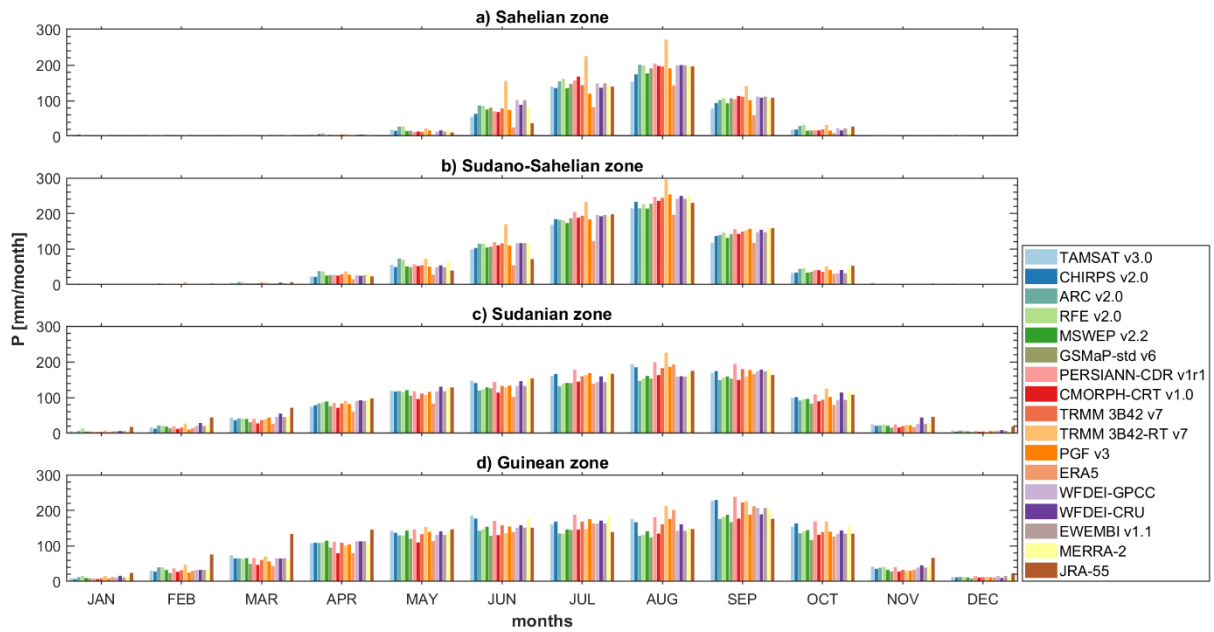 a) Sahelian zone
300
200
100
0
b) Sudano-Sahelian zone
300
200
100
0
c) Sudanian zone
300
200
100
0
d) Guinean zone
300
200
100
0
P [mm/month]
JAN FEB MAR APR MAY JUN JUL AUG SEP OCT NOV DEC
months
TAMSAT v3.0
CHIRPS v2.0
ARC v2.0
RFE v2.0
MSWEP v2.2
GSMaP-std v6
PERSIANN-CDR v1r1
CMORPH-CRT v1.0
TRMM 3B42 v7
TRMM 3B42-RT v7
PGF v3
ERA5
WFDEI-GPCC
WFDEI-CRU
EWEMBI v1.1
MERRA-2
JRA-55